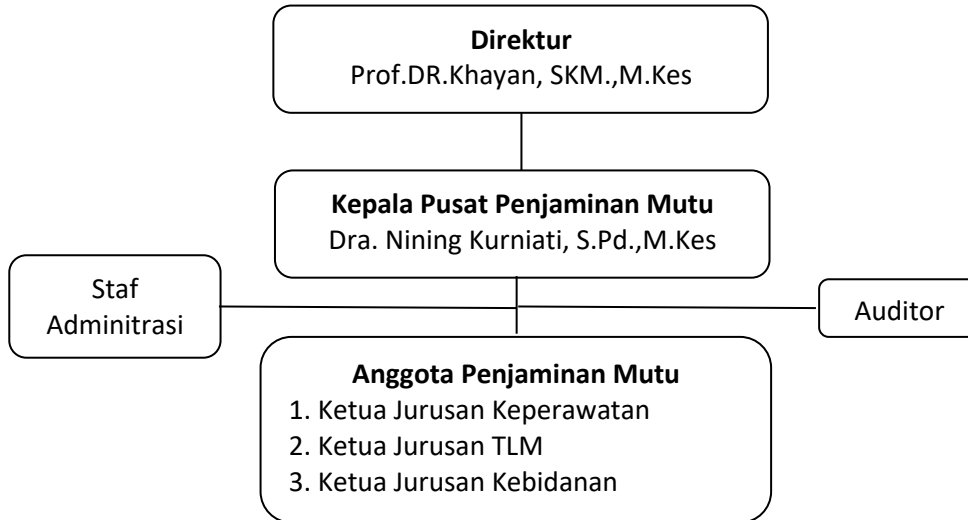 Direktur
Prof.DR.Khayan, SKM.,M.Kes
Kepala Pusat Penjaminan Mutu
Dra. Nining Kurniati, S.Pd.,M.Kes
Staf
Adminitrasi
Auditor
Anggota Penjaminan Mutu
1. Ketua Jurusan Keperawatan
2. Ketua Jurusan TLM
3. Ketua Jurusan Kebidanan